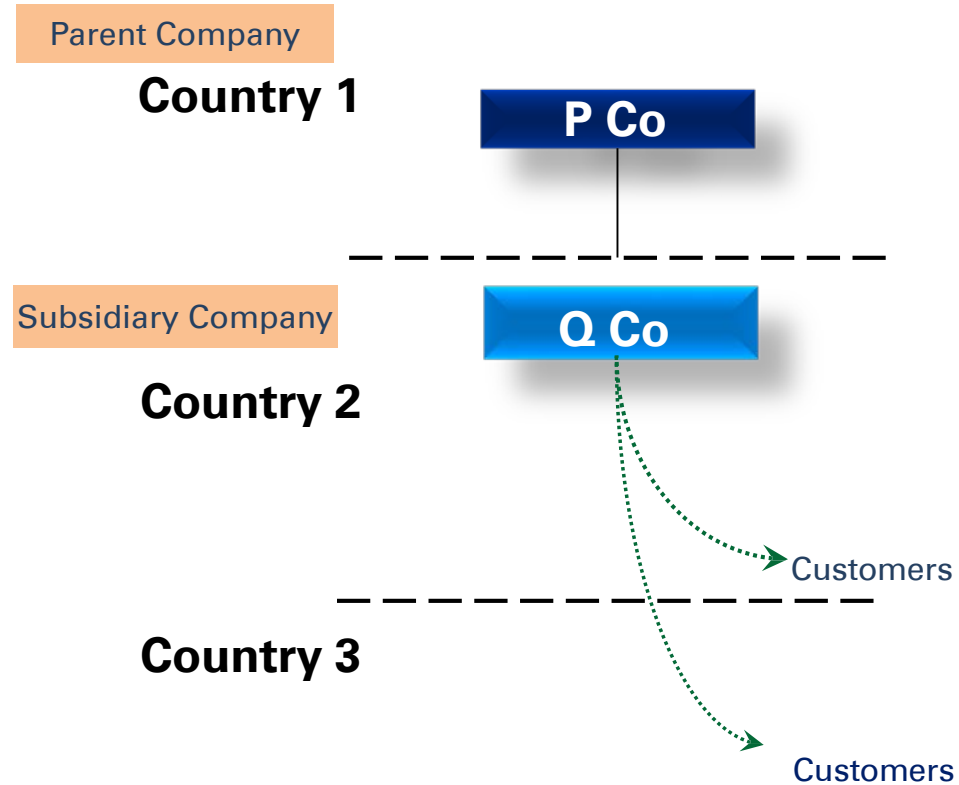 Parent Company
Country 1
P Co
Subsidiary Company
Q Co
Country 2
Customers
Country 3
Customers